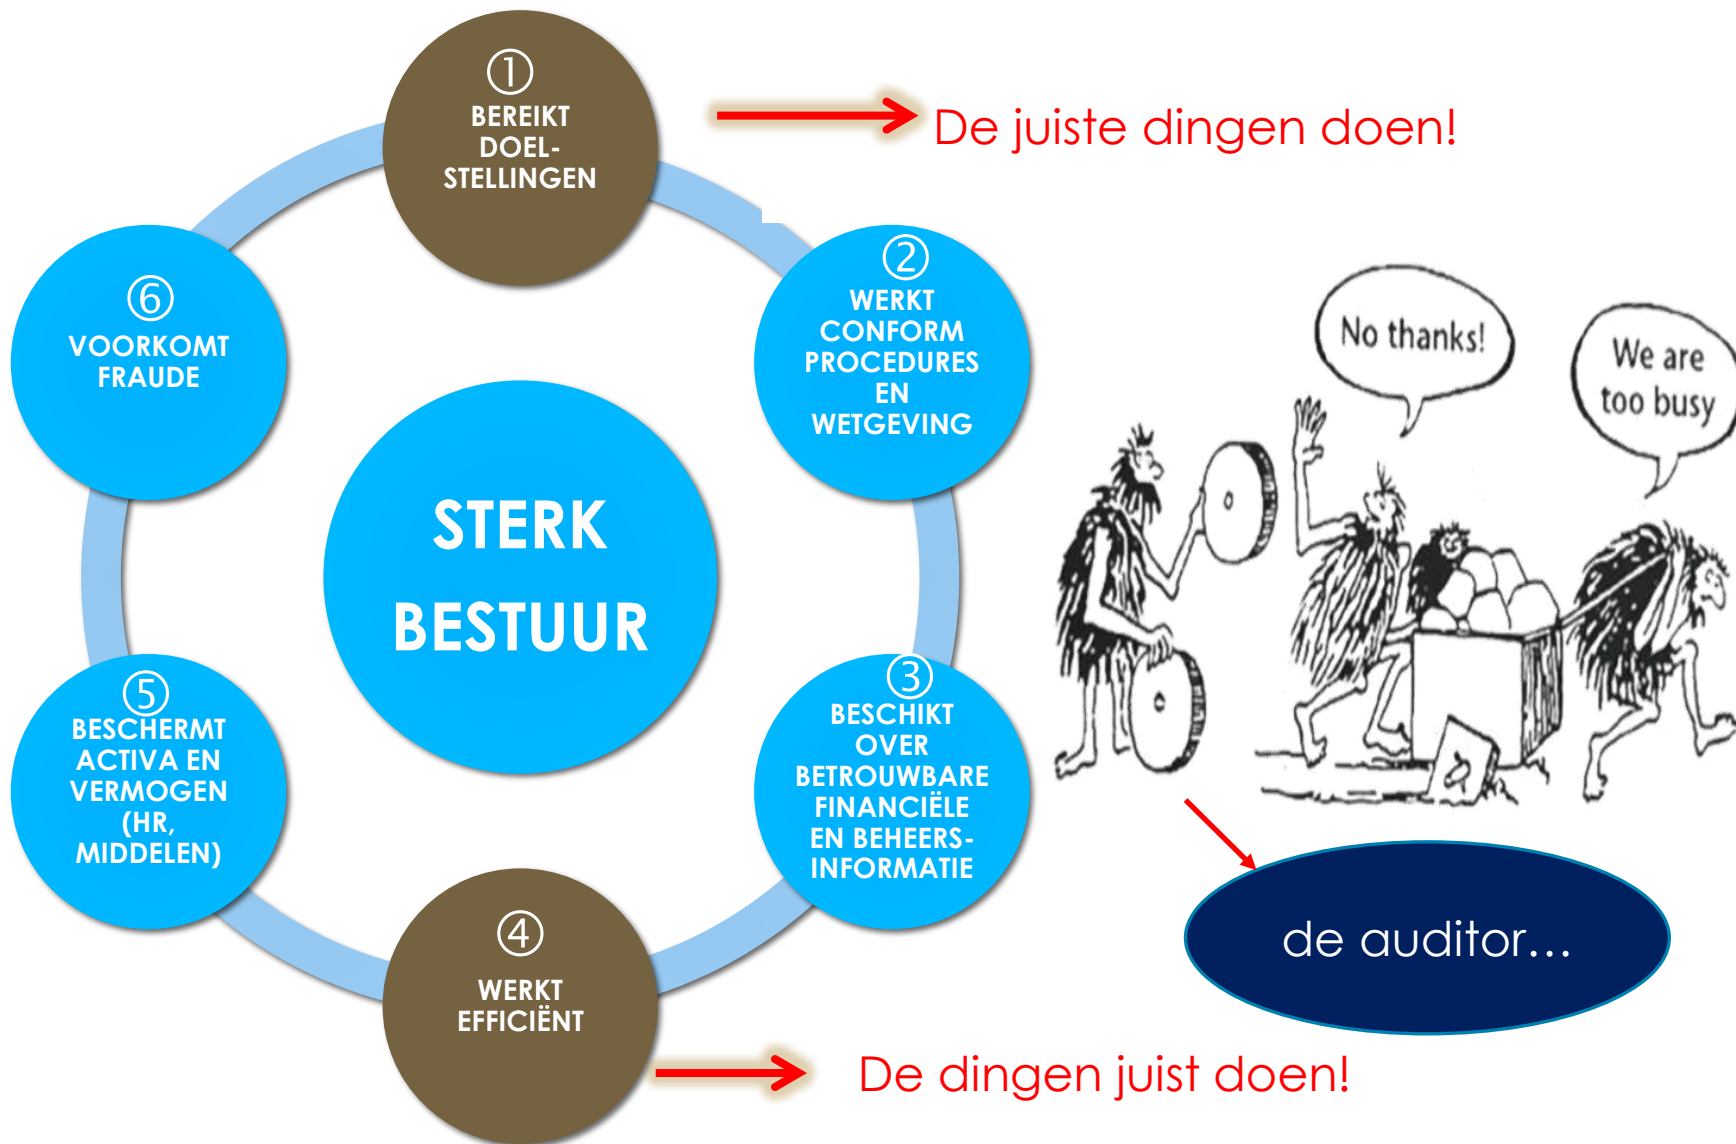 ①
BEREIKT
DOEL-
STELLINGEN
De juiste dingen doen!
②
WERKT
CONFORM
PROCEDURES
EN
WETGEVING
③
BESCHIKT
OVER
BETROUWBARE
FINANCIËLE
EN BEHEERS-
INFORMATIE
④
WERKT
EFFICIËNT
De dingen juist doen!
⑤
BESCHERMT
ACTIVA EN
VERMOGEN
(HR,
MIDDELEN)
⑥
VOORKOMT
FRAUDE
STERK
BESTUUR
No thanks!
We are
too busy
de auditor...